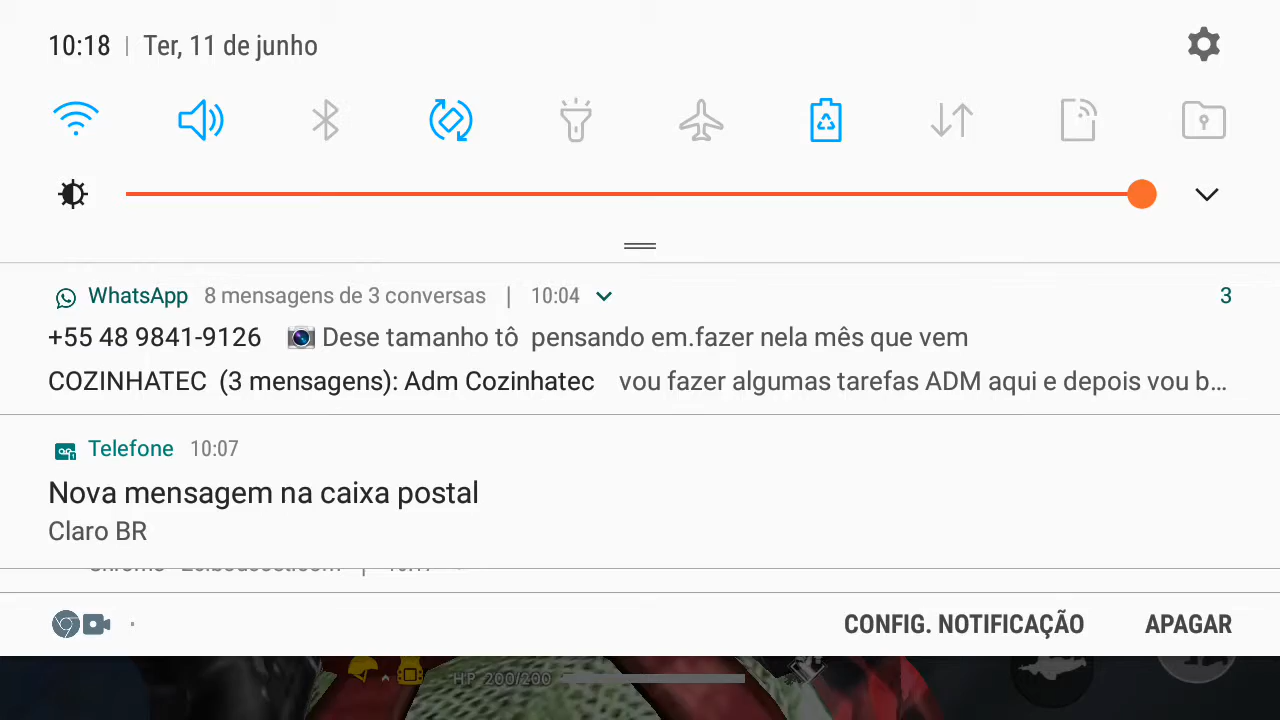 10:18 | Ter, 11 de junho
WhatsApp 8 mensagens de 3 conversas | 10:04 3
+55 48 9841-9126 📷 Dese tamanho tô pensando em.fazer nela mês que vem
COZINHATEC (3 mensagens): Adm Cozinhatec vou fazer algumas tarefas ADM aqui e depois vou b...
Telefone 10:07
Nova mensagem na caixa postal
Claro BR
CONFIG. NOTIFICAÇÃO APAGAR
HP 200/200